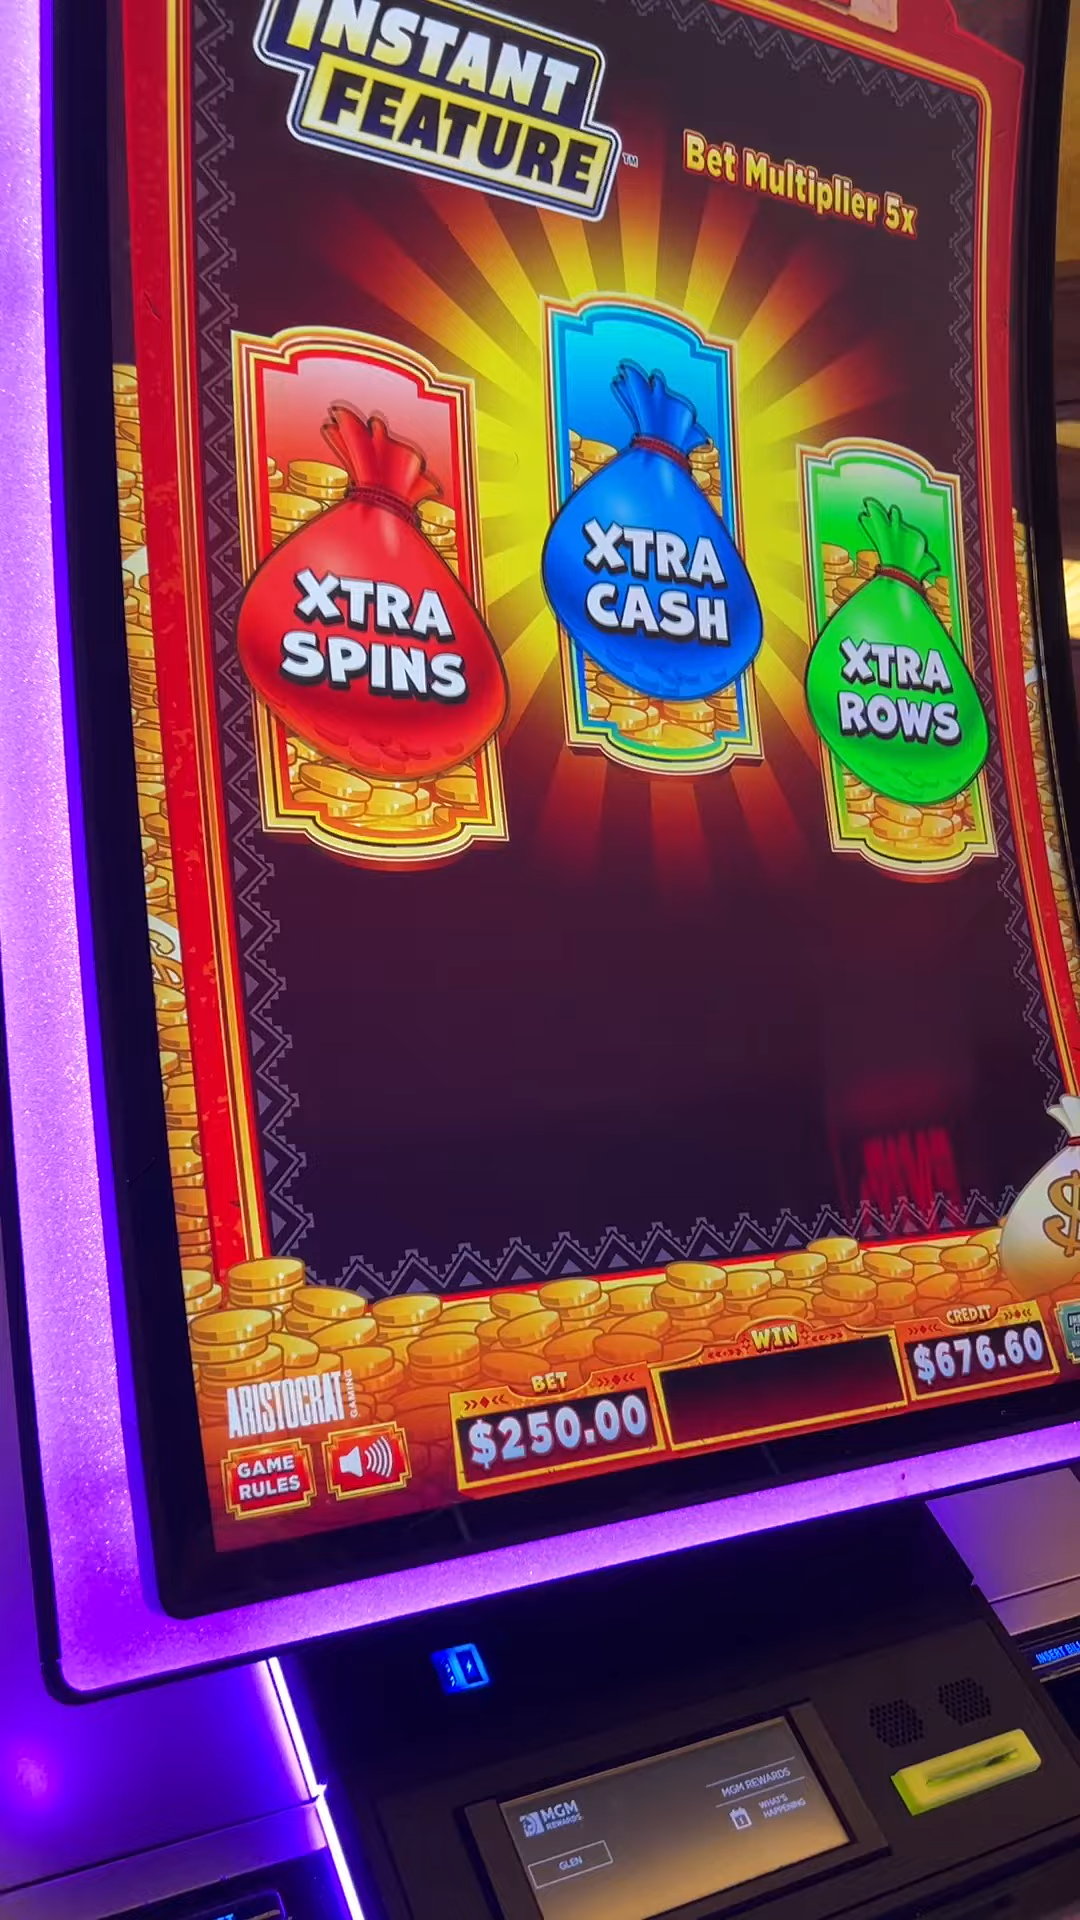 INSTANT
FEATURE
TM
Bet Multiplier 5x
XTRA
SPINS
XTRA
CASH
XTRA
ROWS
BET
$250.00
WIN
CREDIT
$676.60
$
ARISTOCRAT
GAMING
GAME
RULES
INSERT
MGM
REWARDS
MGM REWARDS
WHAT'S
HAPPENING
GLEN